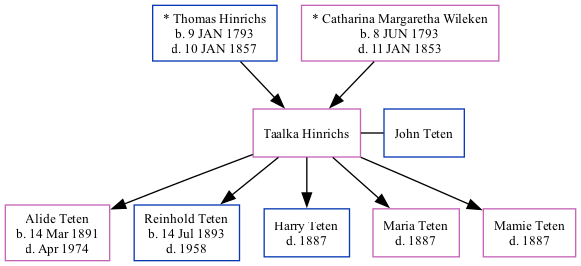 * Thomas Hinrichs
b. 9 JAN 1793
d. 10 JAN 1857
* Catharina Margaretha Wileken
b. 8 JUN 1793
d. 11 JAN 1853
Taalka Hinrichs
John Teten
Alide Teten
b. 14 Mar 1891
d. Apr 1974
Reinhold Teten
b. 14 Jul 1893
d. 1958
Harry Teten
d. 1887
Maria Teten
d. 1887
Mamie Teten
d. 1887